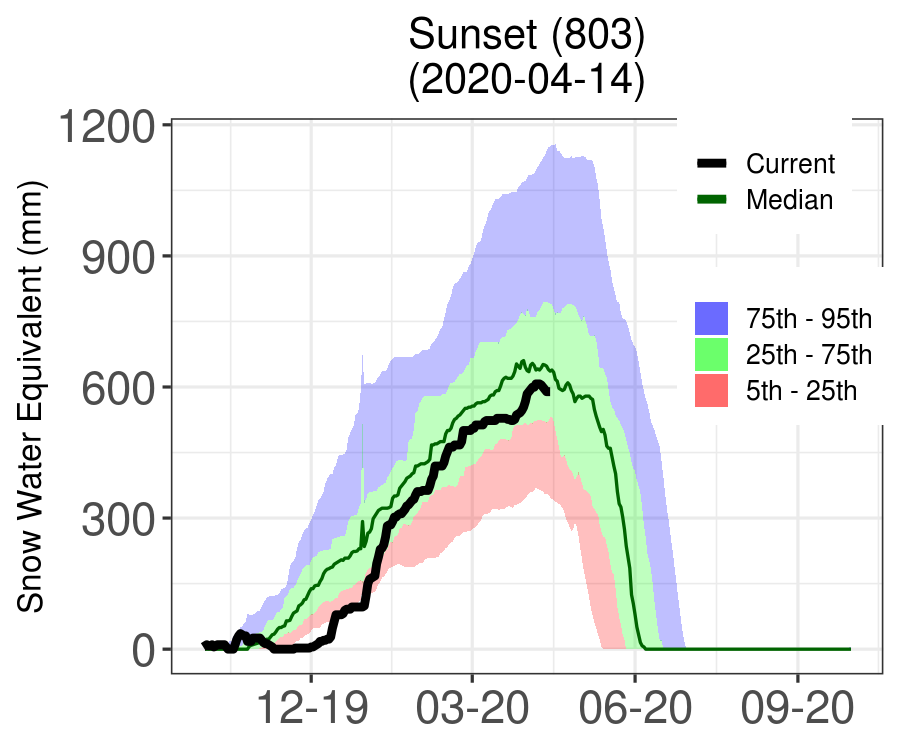 Sunset (803)
(2020-04-14)
Snow Water Equivalent (mm)
1200
900
600
300
0
12-19
03-20
06-20
09-20
Current
Median
75th - 95th
25th - 75th
5th - 25th